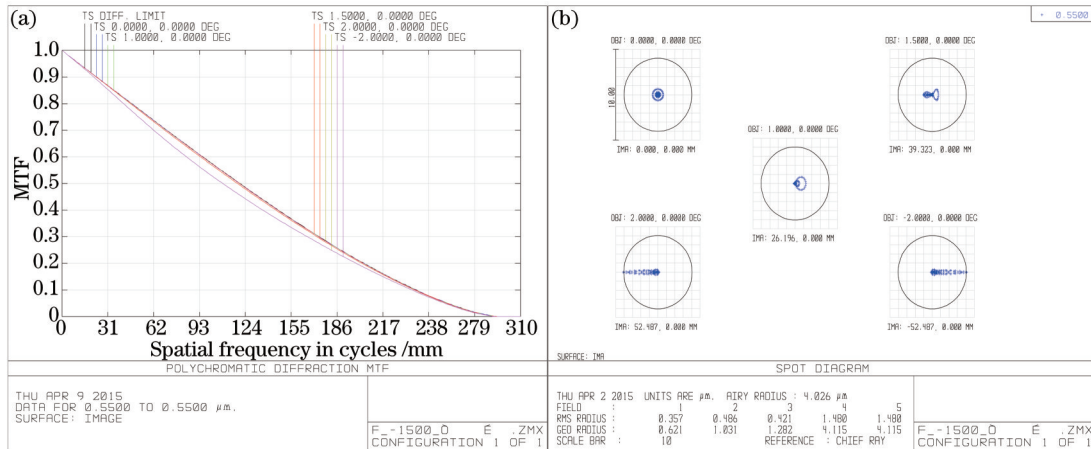 (a)
TS DIFF. LIMIT
TS 0.0000, 0.0000 DEG
TS 1.0000, 0.0000 DEG
TS 1.5000, 0.0000 DEG
TS 2.0000, 0.0000 DEG
TS -2.0000, 0.0000 DEG
1.0
0.9
0.8
0.7
0.6
0.5
0.4
0.3
0.2
0.1
0
MTF
0 31 62 93 124 155 186 217 238 279 310
Spatial frequency in cycles /mm
POLYCHROMATIC DIFFRACTION MTF
THU APR 9 2015
DATA FOR 0.5500 TO 0.5500 µm.
SURFACE: IMAGE
F_-1500_O É .ZMX
CONFIGURATION 1 OF 1
(b)
+ 0.5500
OBJ: 0.0000, 0.0000 DEG
10.00
IMA: 0.000, 0.000 MM
OBJ: 1.5000, 0.0000 DEG
IMA: 39.323, 0.000 MM
OBJ: 1.0000, 0.0000 DEG
IMA: 26.196, 0.000 MM
OBJ: 2.0000, 0.0000 DEG
IMA: 52.487, 0.000 MM
OBJ: -2.0000, 0.0000 DEG
IMA: -52.487, 0.000 MM
SURFACE: IMA
SPOT DIAGRAM
THU APR 2 2015 UNITS ARE µm. AIRY RADIUS : 4.026 µm
FIELD : 1 2 3 4 5
RMS RADIUS : 0.357 0.486 0.421 1.480 1.480
GEO RADIUS : 0.621 1.031 1.282 4.115 4.115
SCALE BAR : 10 REFERENCE : CHIEF RAY
F_-1500_O É .ZMX
CONFIGURATION 1 OF 1